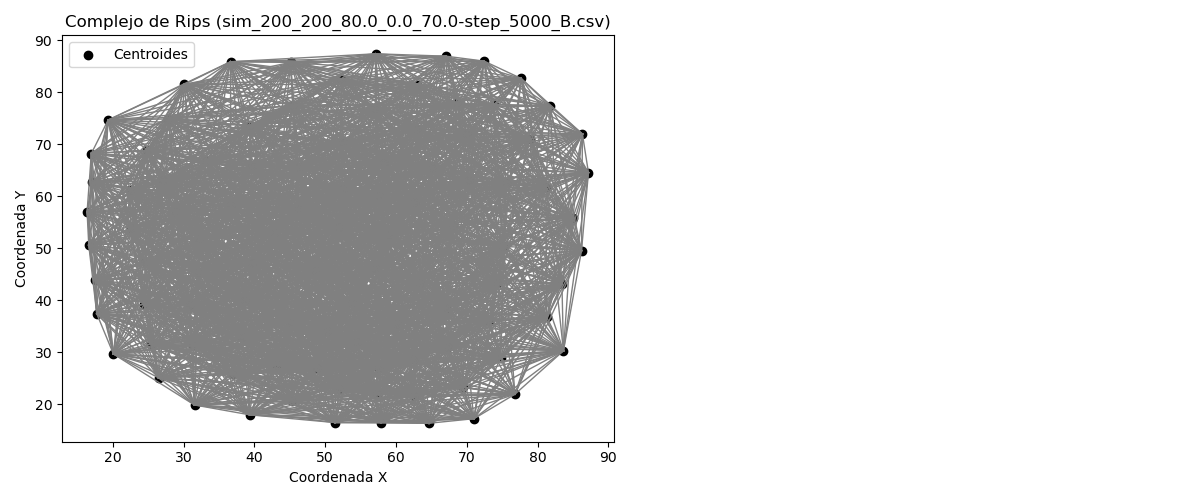 Complejo de Rips (sim_200_200_80.0_0.0_70.0-step_5000_B.csv)
90
Centroides
80
70
60
50
40
30
20
Coordenada Y
20 30 40 50 60 70 80 90
Coordenada X